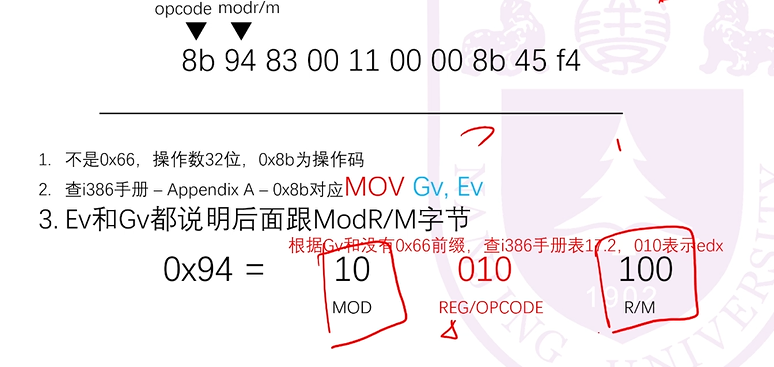 opcode modr/m
8b 94 83 00 11 00 00 8b 45 f4
1. 不是0x66，操作数32位，0x8b为操作码
2. 查i386手册 – Appendix A – 0x8b对应MOV Gv, Ev
3. Ev和Gv都说明后面跟ModR/M字节
根据Gv和没有0x66前缀，查i386手册表17.2，010表示edx
0x94 = 10 010 100
MOD REG/OPCODE R/M
1902
ING UNIVERSITY